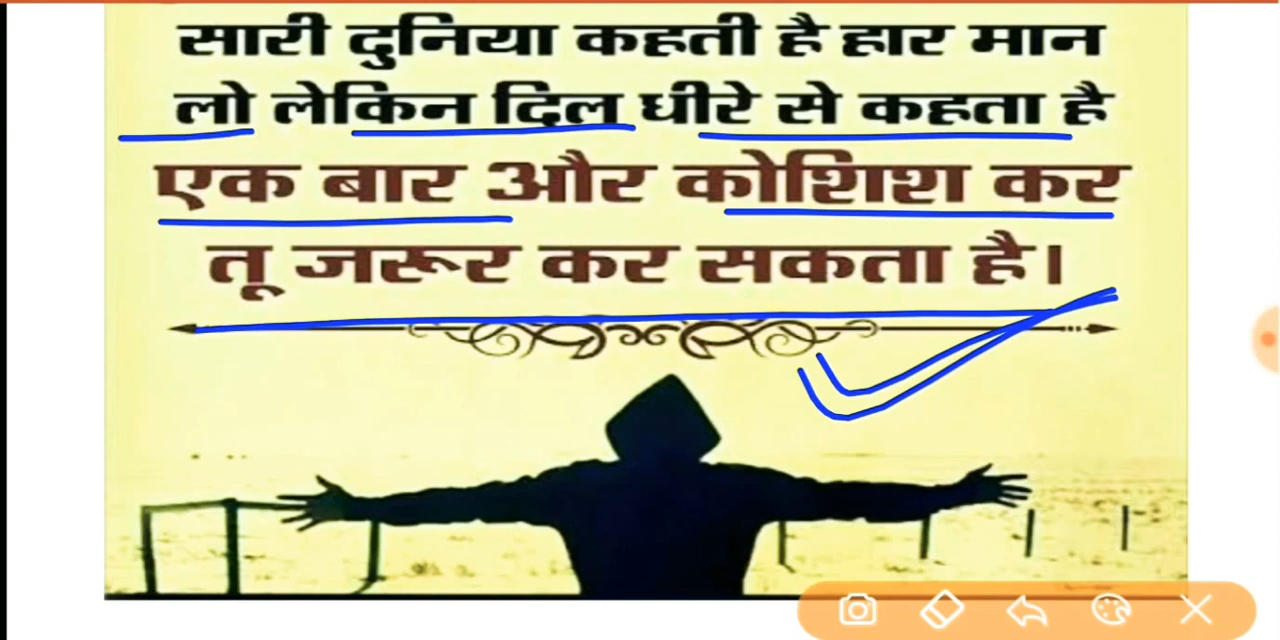 सारी दुनिया कहती है हार मान
लो लेकिन दिल धीरे से कहता है
एक बार और कोशिश कर
तू जरूर कर सकता है।